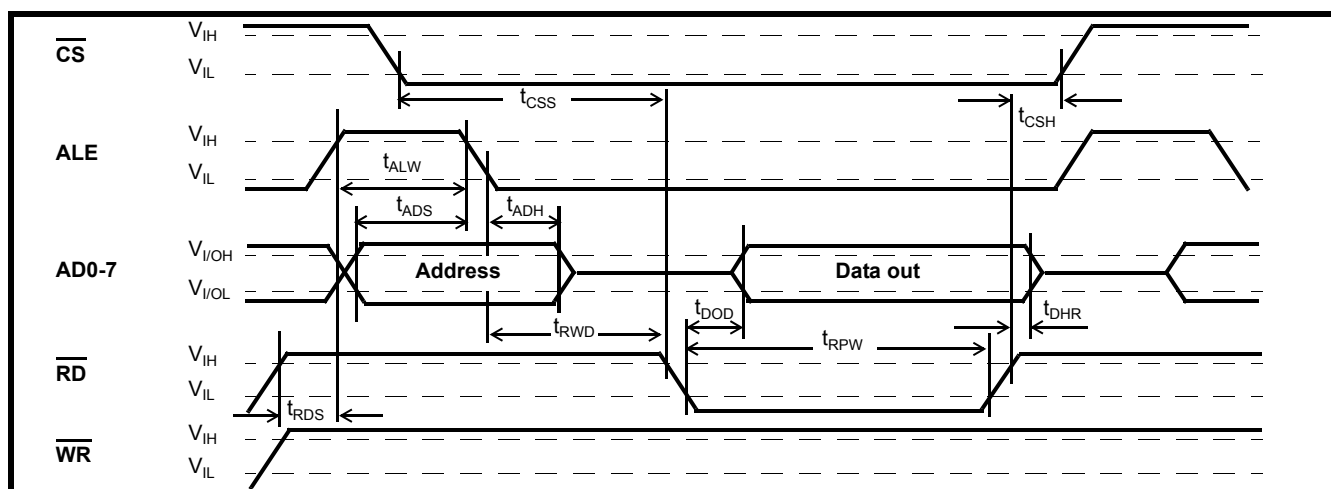 CS
V_IH
V_IL
t_CSS
t_CSH
ALE
V_IH
V_IL
t_ALW
t_ADS
t_ADH
AD0-7
V_I/OH
V_I/OL
Address
Data out
t_RWD
t_DOD
t_RPW
t_DHR
RD
V_IH
V_IL
t_RDS
WR
V_IH
V_IL